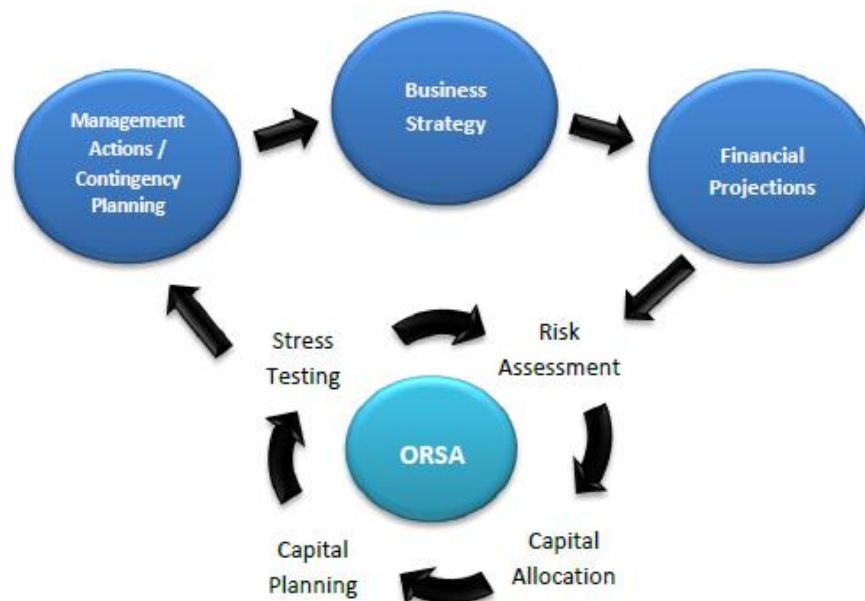 Business
Strategy
Management
Actions /
Contingency
Planning
Financial
Projections
Stress
Testing
Risk
Assessment
ORSA
Capital
Planning
Capital
Allocation